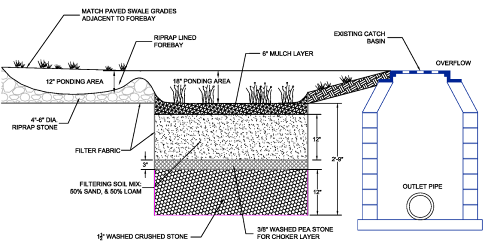 MATCH PAVED SWALE GRADES
ADJACENT TO FOREBAY
RIPRAP LINED
FOREBAY
12" PONDING AREA
18" PONDING AREA
6" MULCH LAYER
EXISTING CATCH
BASIN
OVERFLOW
4"-6" DIA.
RIPRAP STONE
FILTER FABRIC
12"
2'-9"
3"
FILTERING SOIL MIX:
50% SAND, & 50% LOAM
12"
OUTLET PIPE
1½" WASHED CRUSHED STONE
3/8" WASHED PEA STONE
FOR CHOKER LAYER